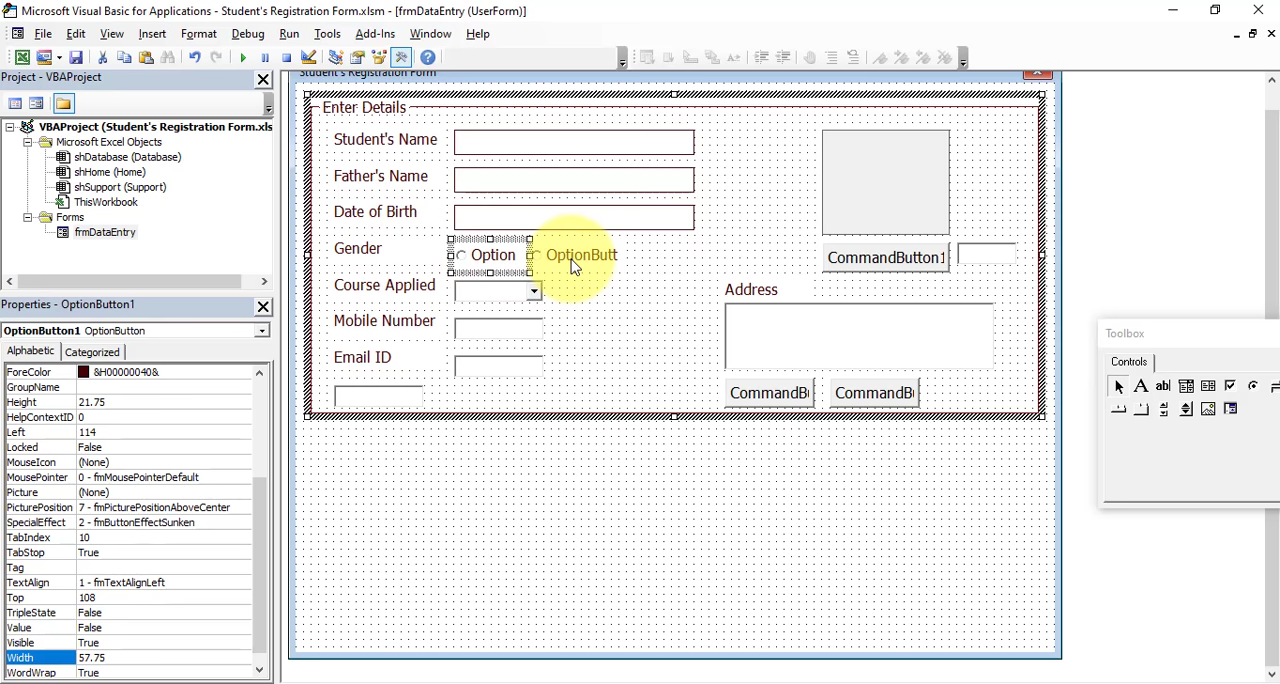 Microsoft Visual Basic for Applications - Student's Registration Form.xlsm - [frmDataEntry (UserForm)]
File Edit View Insert Format Debug Run Tools Add-Ins Window Help
Project - VBAProject
VBAProject (Student's Registration Form.xls
Microsoft Excel Objects
shDatabase (Database)
shHome (Home)
shSupport (Support)
ThisWorkbook
Forms
frmDataEntry
Properties - OptionButton1
OptionButton1 OptionButton
Alphabetic Categorized
ForeColor &H00000040&
GroupName
Height 21.75
HelpContextID 0
Left 114
Locked False
MouseIcon (None)
MousePointer 0 - fmMousePointerDefault
Picture (None)
PicturePosition 7 - fmPicturePositionAboveCenter
SpecialEffect 2 - fmButtonEffectSunken
TabIndex 10
TabStop True
Tag
TextAlign 1 - fmTextAlignLeft
Top 108
TripleState False
Value False
Visible True
Width 57.75
WordWrap True
Student's Registration Form
Enter Details
Student's Name
Father's Name
Date of Birth
Gender Option OptionButt
CommandButton1
Course Applied
Address
Mobile Number
Email ID
CommandBu CommandBu
Toolbox
Controls
A ab|